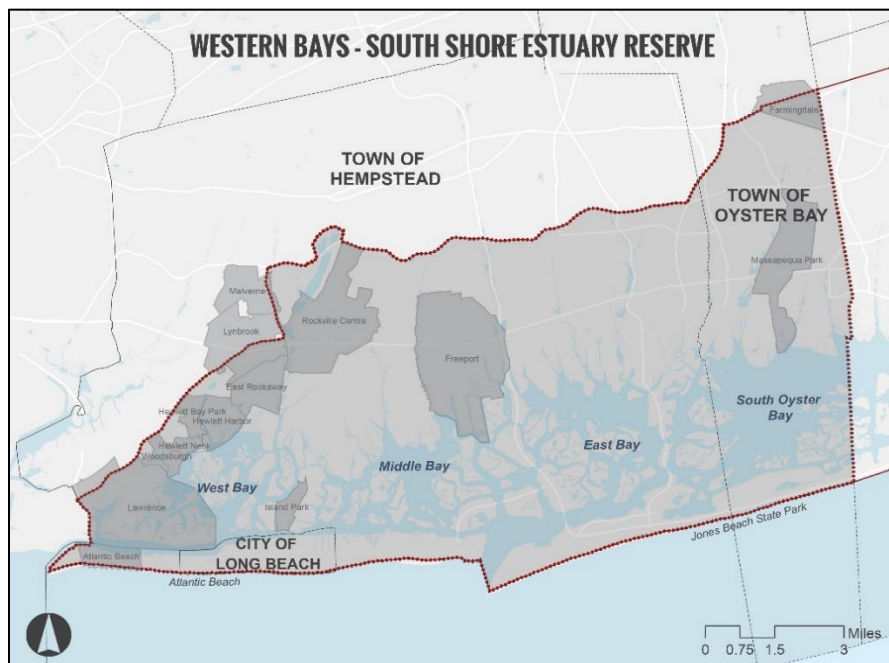 WESTERN BAYS - SOUTH SHORE ESTUARY RESERVE
Farmingdale
TOWN OF
HEMPSTEAD
TOWN OF
OYSTER BAY
Massapequa Park
Malverne
Lynbrook
Rockville Centre
Freeport
East Rockaway
Hewlett Bay Park
Hewlett Harbor
Hewlett Neck
Woodsburgh
South Oyster
Bay
East Bay
Middle Bay
West Bay
Lawrence
Island Park
Jones Beach State Park
CITY OF
LONG BEACH
Atlantic Beach
Atlantic Beach
Miles
0 0.75 1.5 3